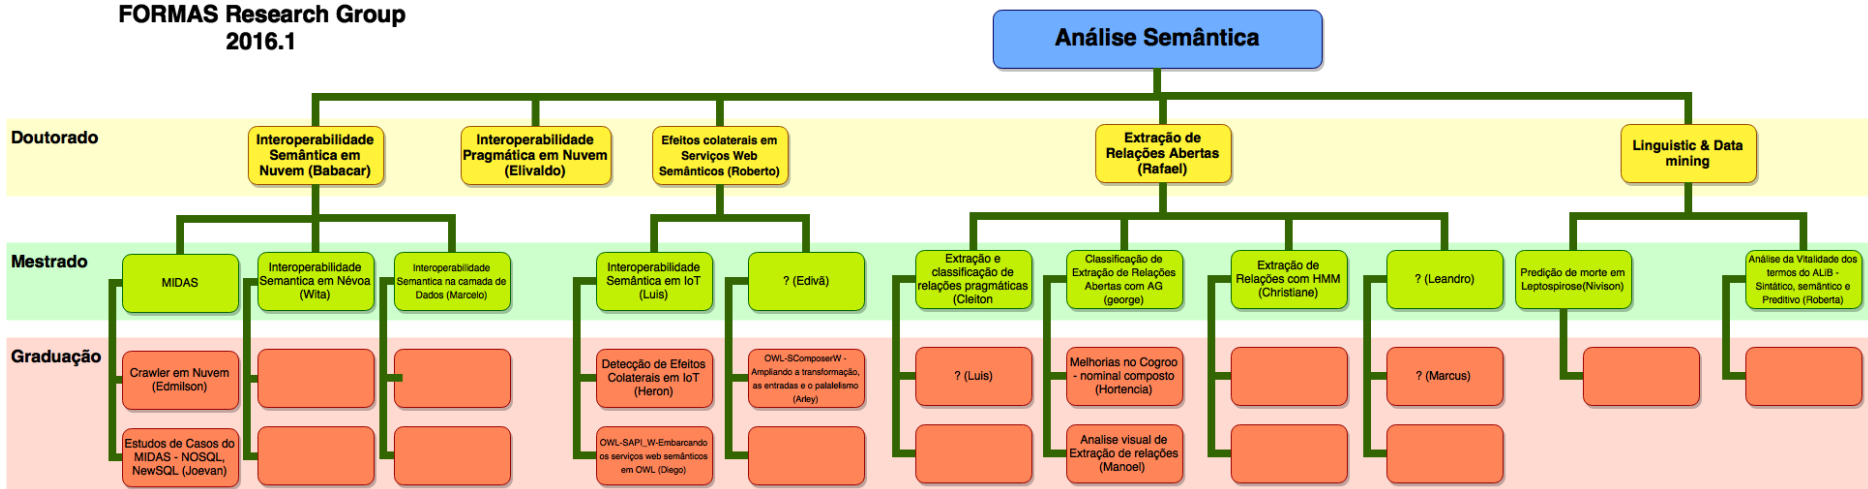 FORMAS Research Group
2016.1
Análise Semântica
Doutorado
Interoperabilidade
Semântica em
Nuvem (Babacar)
Interoperabilidade
Pragmática em Nuvem
(Elivaldo)
Efeitos colaterais em
Serviços Web
Semânticos (Roberto)
Extração de
Relações Abertas
(Rafael)
Linguistic & Data
mining
Mestrado
MIDAS
Interoperabilidade
Semantica em Névoa
(Wita)
Interoperabilidade
Semantica na camada de
Dados (Marcelo)
Interoperabilidade
Semântica em IoT
(Luis)
? (Edivã)
Extração e
classificação de
relações pragmáticas
(Cleiton
Classificação de
Extração de Relações
Abertas com AG
(george)
Extração de
Relações com HMM
(Christiane)
? (Leandro)
Predição de morte em
Leptospirose(Nivison)
Análise da Vitalidade dos
termos do ALiB -
Sintático, semântico e
Preditivo (Roberta)
Graduação
Crawler em Nuvem
(Edmilson)
Detecção de Efeitos
Colaterais em IoT
(Heron)
OWL-SComposerW -
Ampliando a transformação,
as entradas e o palalelismo
(Arley)
? (Luis)
Melhorias no Cogroo
- nominal composto
(Hortencia)
? (Marcus)
Estudos de Casos do
MIDAS - NOSQL,
NewSQL (Joevan)
OWL-SAPI_W-Embarcando
os serviços web semânticos
em OWL (Diego)
Analise visual de
Extração de relações
(Manoel)